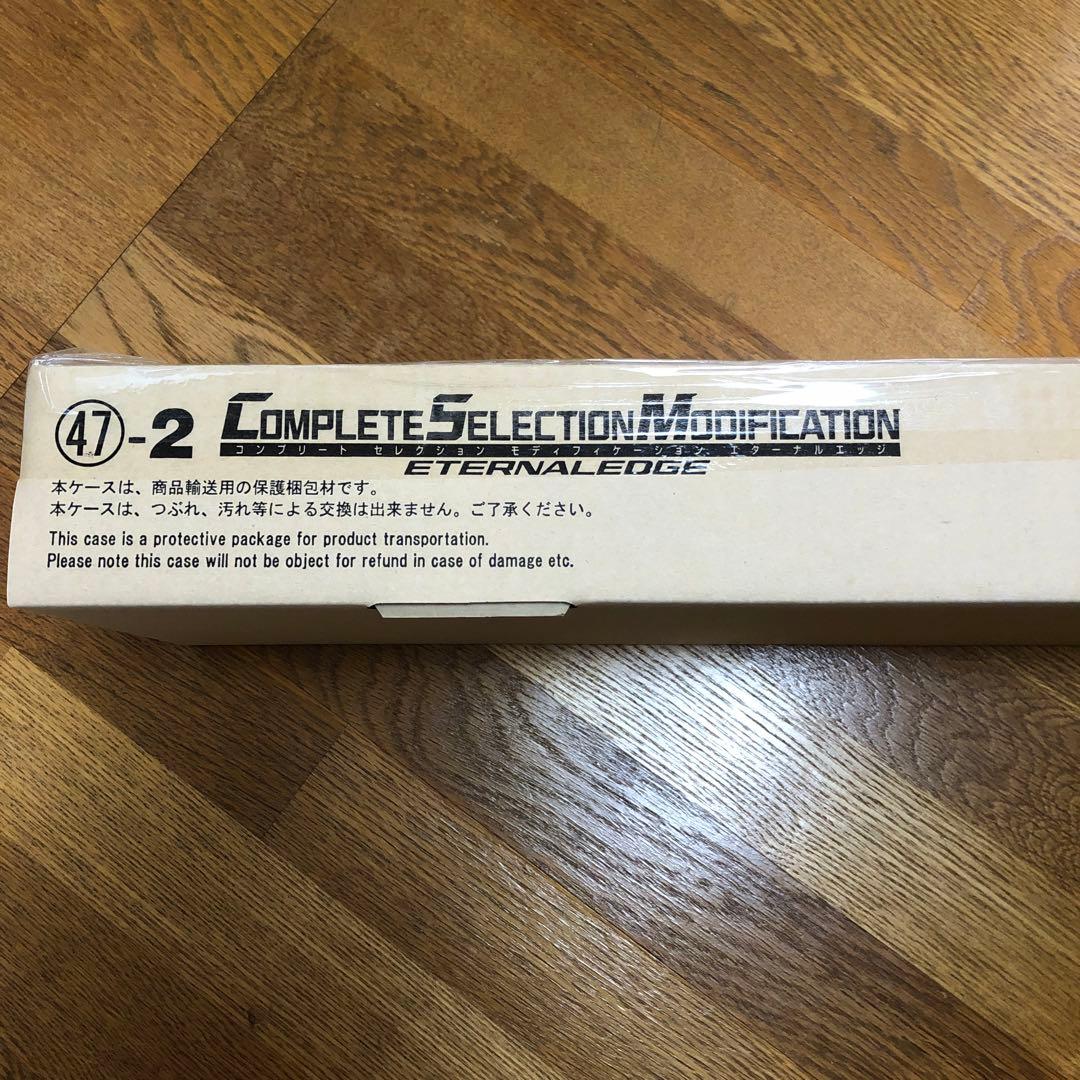 ㊼-2 COMPLETE SELECTION MODIFICATION
コンプリート セレクション モディフィケーション エターナルエッジ
ETERNALEDGE
本ケースは、商品輸送用の保護梱包材です。
本ケースは、つぶれ、汚れ等による交換は出来ません。ご了承ください。
This case is a protective package for product transportation.
Please note this case will not be object for refund in case of damage etc.